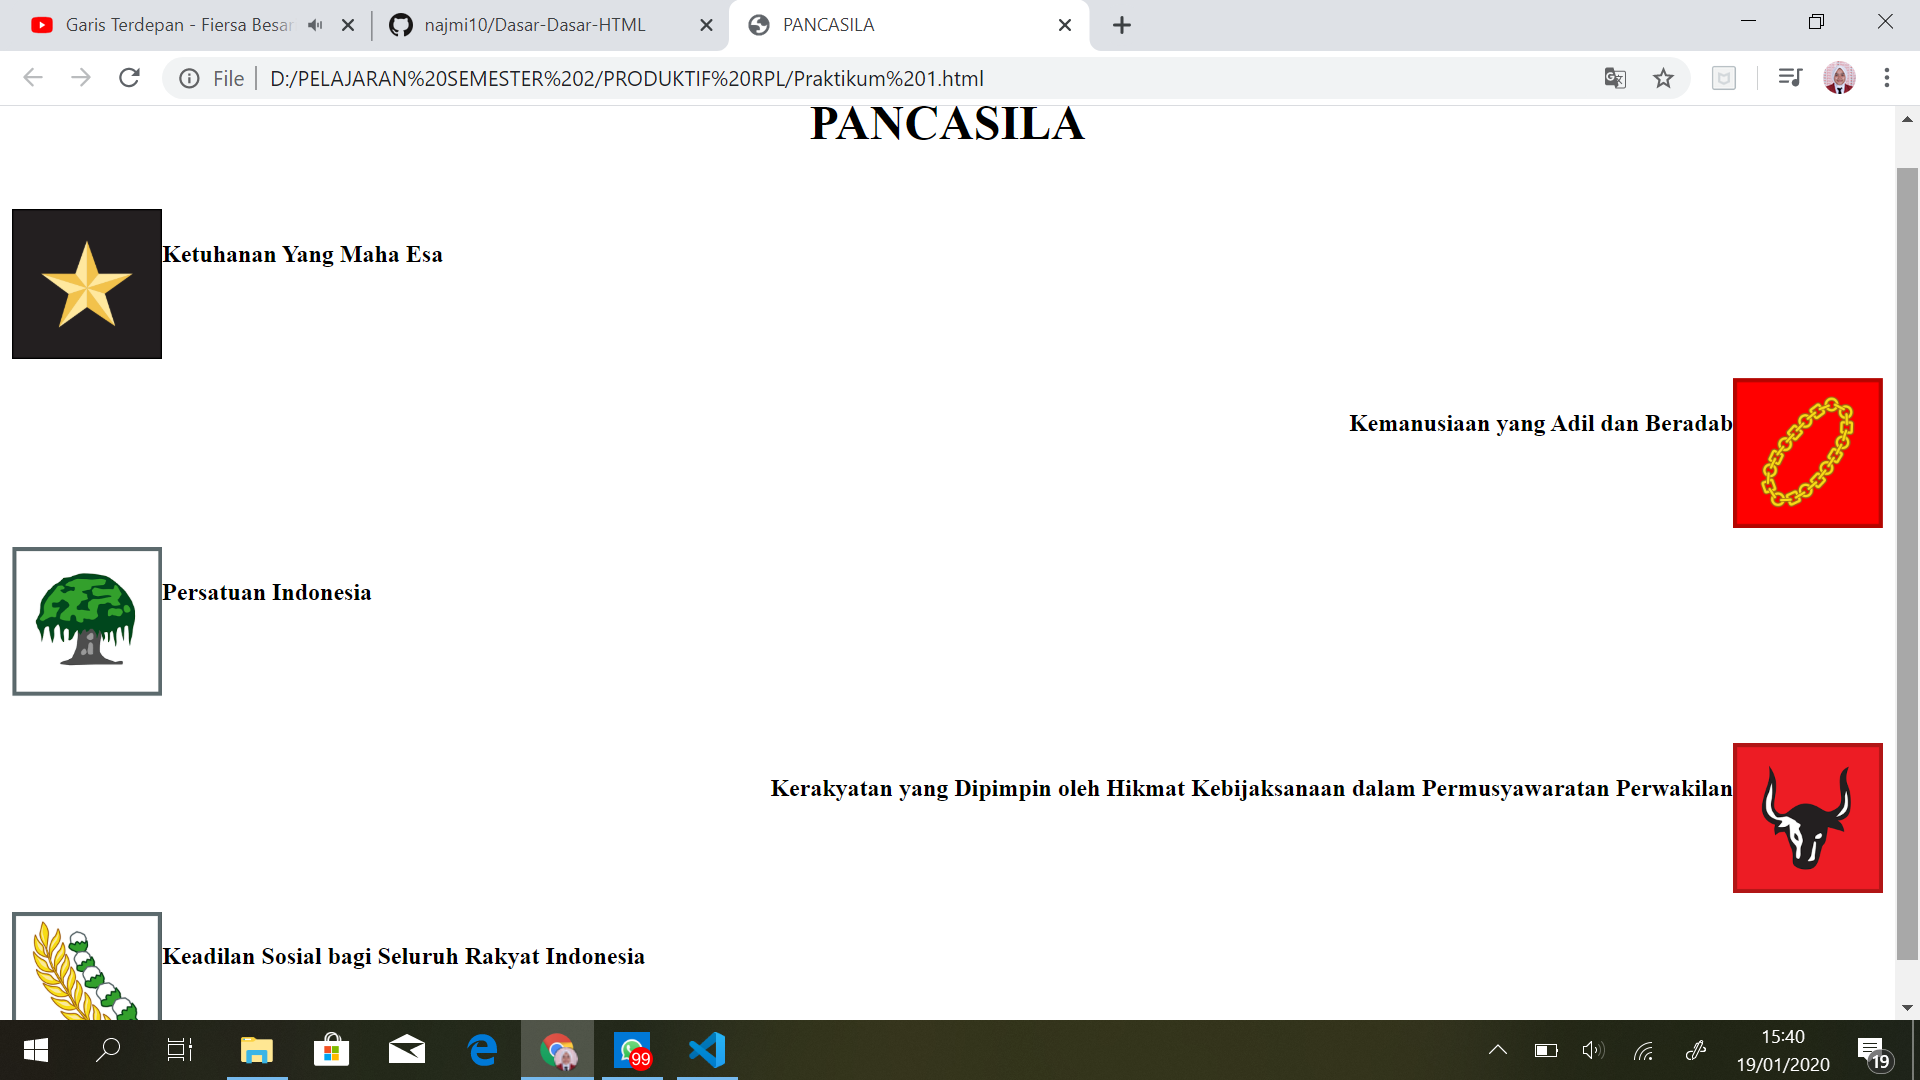 Garis Terdepan - Fiersa Besar
najmi10/Dasar-Dasar-HTML
PANCASILA
File
D:/PELAJARAN%20SEMESTER%202/PRODUKTIF%20RPL/Praktikum%201.html
PANCASILA
Ketuhanan Yang Maha Esa
Kemanusiaan yang Adil dan Beradab
Persatuan Indonesia
Kerakyatan yang Dipimpin oleh Hikmat Kebijaksanaan dalam Permusyawaratan Perwakilan
Keadilan Sosial bagi Seluruh Rakyat Indonesia
99
15:40
19/01/2020
19